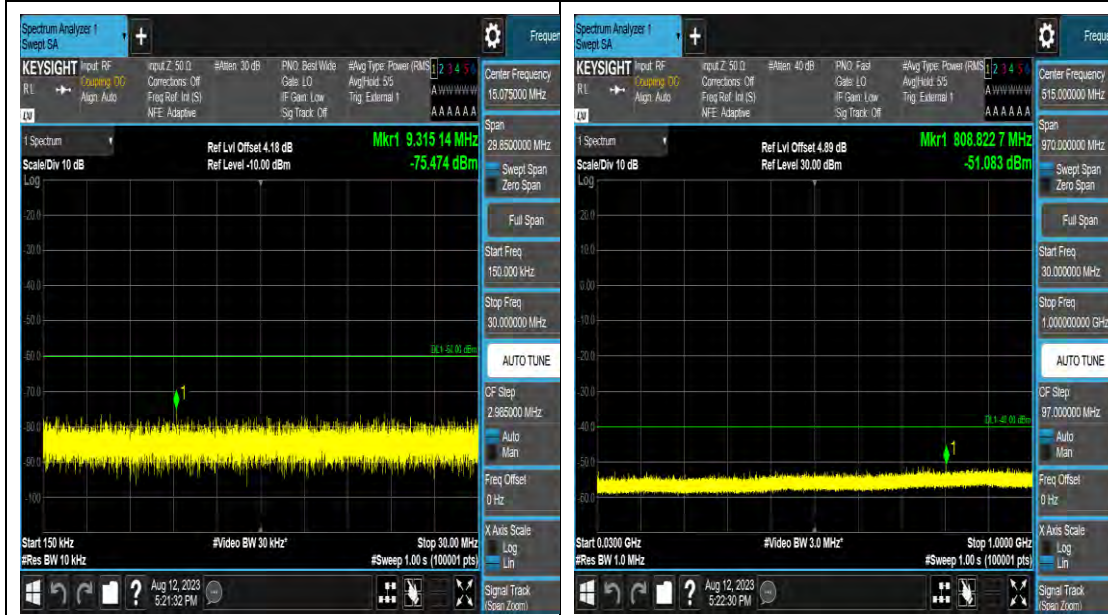 Spectrum Analyzer 1
Swept SA
Frequen
KEYSIGHT
RL
Input: RF
Coupling: DC
Align: Auto
Input Z: 50 Ω
Corrections: Off
Freq Ref: Int (S)
NFE: Adaptive
#Atten: 30 dB
PNO: Best Wide
Gate: LO
IF Gain: Low
Sig Track: Off
#Avg Type: Power (RMS
Avg|Hold: 5/5
Trig: External 1
1 2 3 4 5 6
A W W W W W
A A A A A A
1 Spectrum
Scale/Div 10 dB
Log
Ref Lvl Offset 4.18 dB
Ref Level -10.00 dBm
Mkr1 9.315 14 MHz
-75.474 dBm
-20.0
-30.0
-40.0
-50.0
-60.0
-70.0
-80.0
-90.0
-100
DL1 -60.00 dBm
1
Start 150 kHz
#Res BW 10 kHz
#Video BW 30 kHz*
Stop 30.00 MHz
#Sweep 1.00 s (100001 pts)
Center Frequency
15.075000 MHz
Span
29.8500000 MHz
Swept Span
Zero Span
Full Span
Start Freq
150.000 kHz
Stop Freq
30.000000 MHz
AUTO TUNE
CF Step
2.985000 MHz
Auto
Man
Freq Offset
0 Hz
X Axis Scale
Log
Lin
Signal Track
(Span Zoom)
Aug 12, 2023
5:21:32 PM
Spectrum Analyzer 1
Swept SA
Freque
KEYSIGHT
RL
Input: RF
Coupling: DC
Align: Auto
Input Z: 50 Ω
Corrections: Off
Freq Ref: Int (S)
NFE: Adaptive
#Atten: 40 dB
PNO: Fast
Gate: LO
IF Gain: Low
Sig Track: Off
#Avg Type: Power (RMS
Avg|Hold: 5/5
Trig: External 1
1 2 3 4 5 6
A W W W W W
A A A A A A
1 Spectrum
Scale/Div 10 dB
Log
Ref Lvl Offset 4.89 dB
Ref Level 30.00 dBm
Mkr1 808.822 7 MHz
-51.083 dBm
20.0
10.0
0.00
-10.0
-20.0
-30.0
-40.0
-50.0
-60.0
DL1 -40.00 dBm
1
Start 0.0300 GHz
#Res BW 1.0 MHz
#Video BW 3.0 MHz*
Stop 1.0000 GHz
#Sweep 1.00 s (100001 pts)
Center Frequency
515.000000 MHz
Span
970.000000 MHz
Swept Span
Zero Span
Full Span
Start Freq
30.000000 MHz
Stop Freq
1.000000000 GHz
AUTO TUNE
CF Step
97.000000 MHz
Auto
Man
Freq Offset
0 Hz
X Axis Scale
Log
Lin
Signal Track
(Span Zoom)
Aug 12, 2023
5:22:30 PM